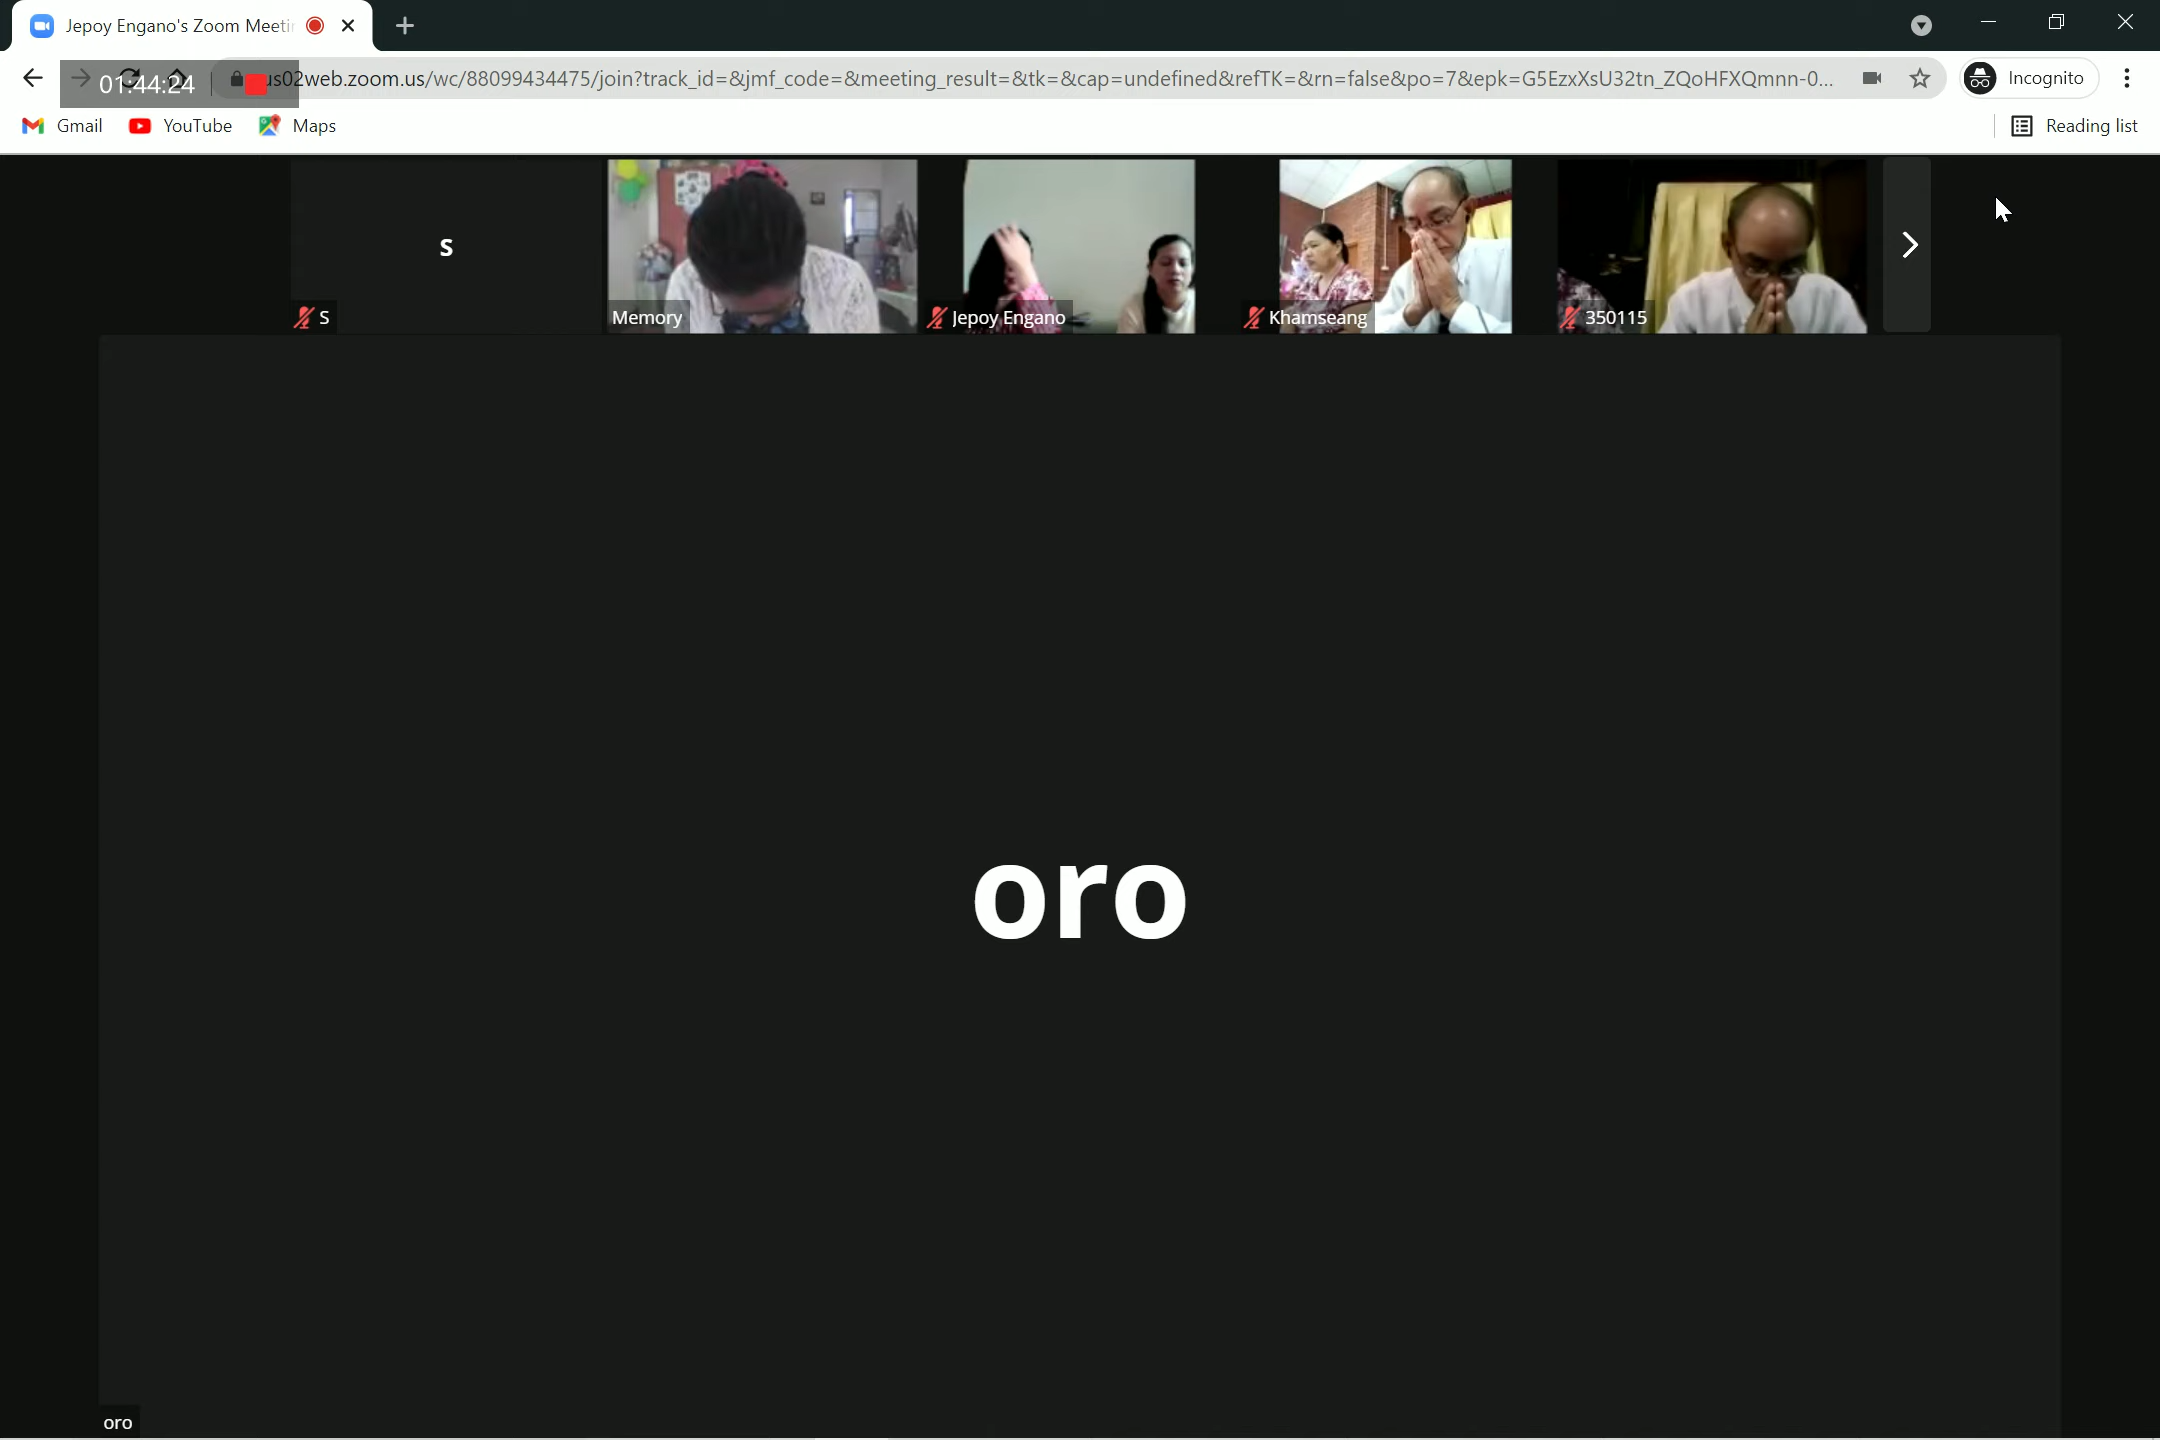 Jepoy Engano's Zoom Meeti
01:44:24
us02web.zoom.us/wc/88099434475/join?track_id=&jmf_code=&meeting_result=&tk=&cap=undefined&refTK=&rn=false&po=7&epk=G5EzxXsU32tn_ZQoHFXQmnn-0...
Incognito
Gmail
YouTube
Maps
Reading list
S
S
Memory
Jepoy Engano
Khamseang
350115
oro
oro